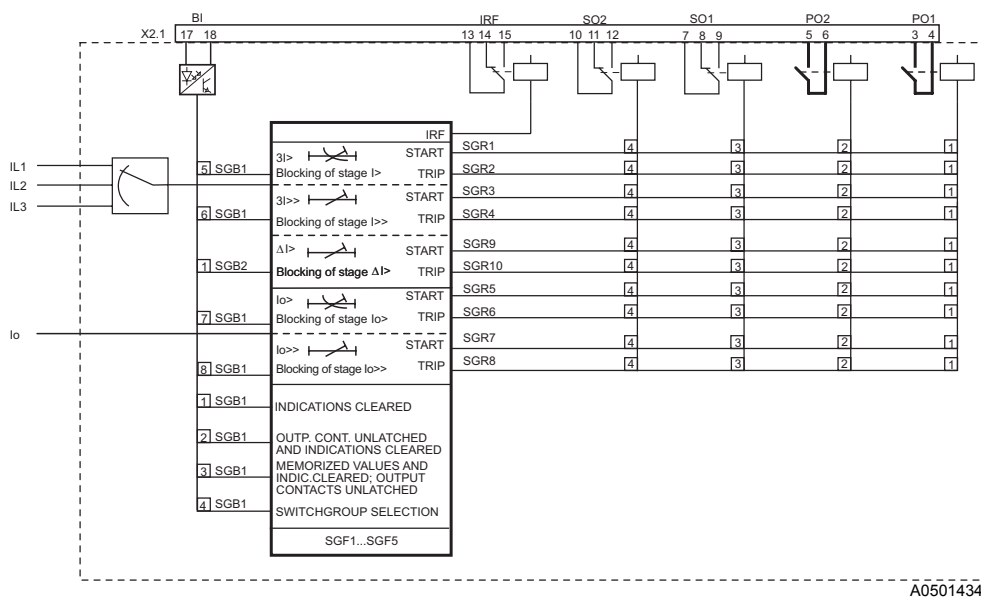 BI IRF SO2 SO1 PO2 PO1
X2.1 17 18 13 14 15 10 11 12 7 8 9 5 6 3 4
IRF
IL1
IL2
IL3
Io
5 SGB1
3I>
Blocking of stage I>
START SGR1 4 3 2 1
TRIP SGR2 4 3 2 1
6 SGB1
3I>>
Blocking of stage I>>
START SGR3 4 3 2 1
TRIP SGR4 4 3 2 1
1 SGB2
ΔI>
Blocking of stage ΔI>
START SGR9 4 3 2 1
TRIP SGR10 4 3 2 1
7 SGB1
Io>
Blocking of stage Io>
START SGR5 4 3 2 1
TRIP SGR6 4 3 2 1
8 SGB1
Io>>
Blocking of stage Io>>
START SGR7 4 3 2 1
TRIP SGR8 4 3 2 1
1 SGB1 INDICATIONS CLEARED
2 SGB1 OUTP. CONT. UNLATCHED
AND INDICATIONS CLEARED
3 SGB1 MEMORIZED VALUES AND
INDIC.CLEARED; OUTPUT
CONTACTS UNLATCHED
4 SGB1 SWITCHGROUP SELECTION
SGF1...SGF5
A0501434